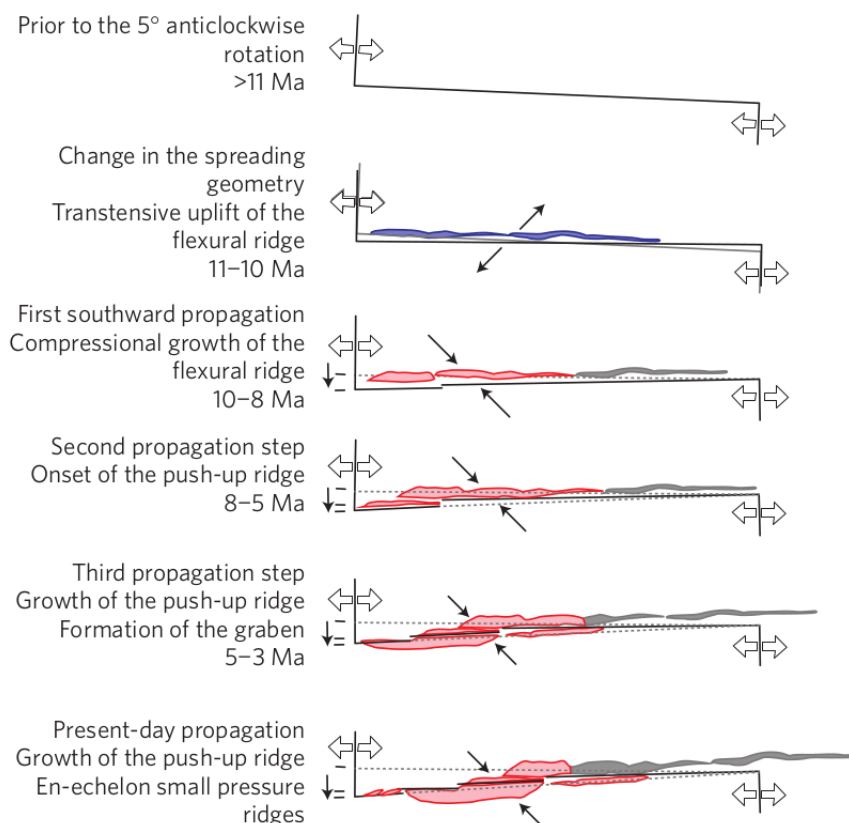 Prior to the 5° anticlockwise
rotation
>11 Ma
Change in the spreading
geometry
Transtensive uplift of the
flexural ridge
11–10 Ma
First southward propagation
Compressional growth of the
flexural ridge
10–8 Ma
Second propagation step
Onset of the push-up ridge
8–5 Ma
Third propagation step
Growth of the push-up ridge
Formation of the graben
5–3 Ma
Present-day propagation
Growth of the push-up ridge
En-echelon small pressure
ridges